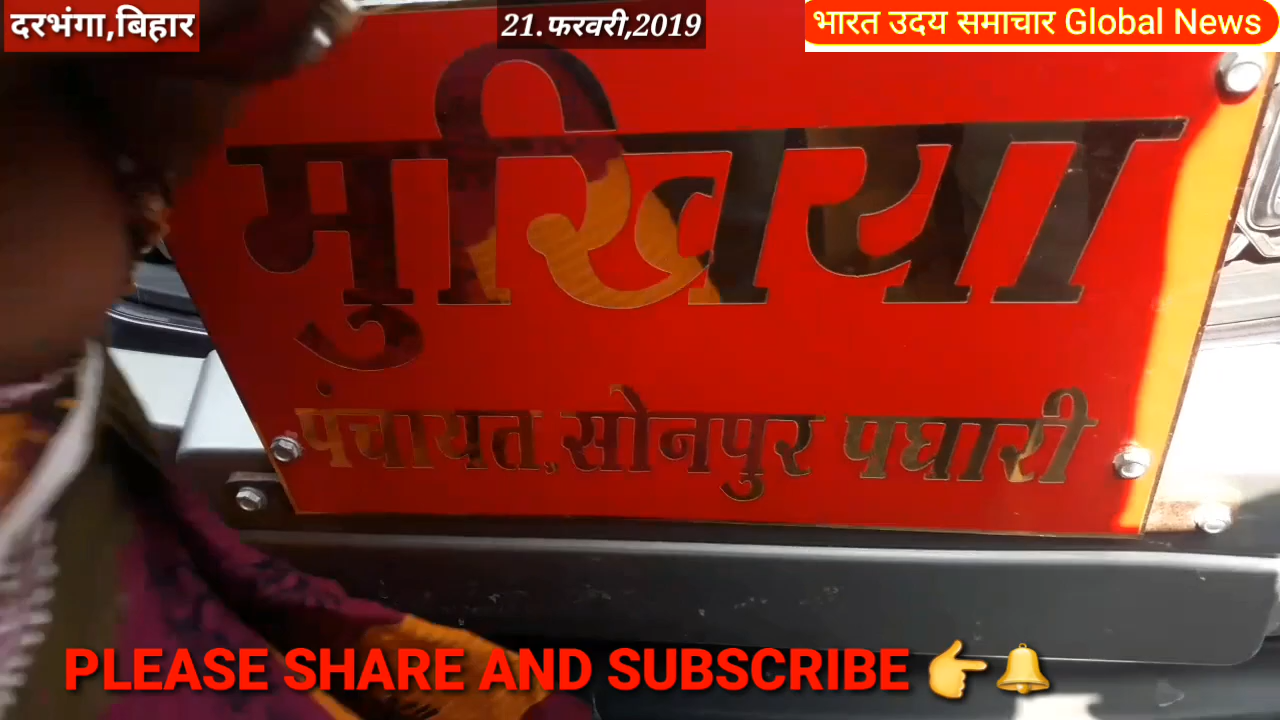 दरभंगा,बिहार
21.फरवरी,2019
भारत उदय समाचार Global News
मुखिया
पंचायत,सोनपुर पघारी
PLEASE SHARE AND SUBSCRIBE 👉🔔